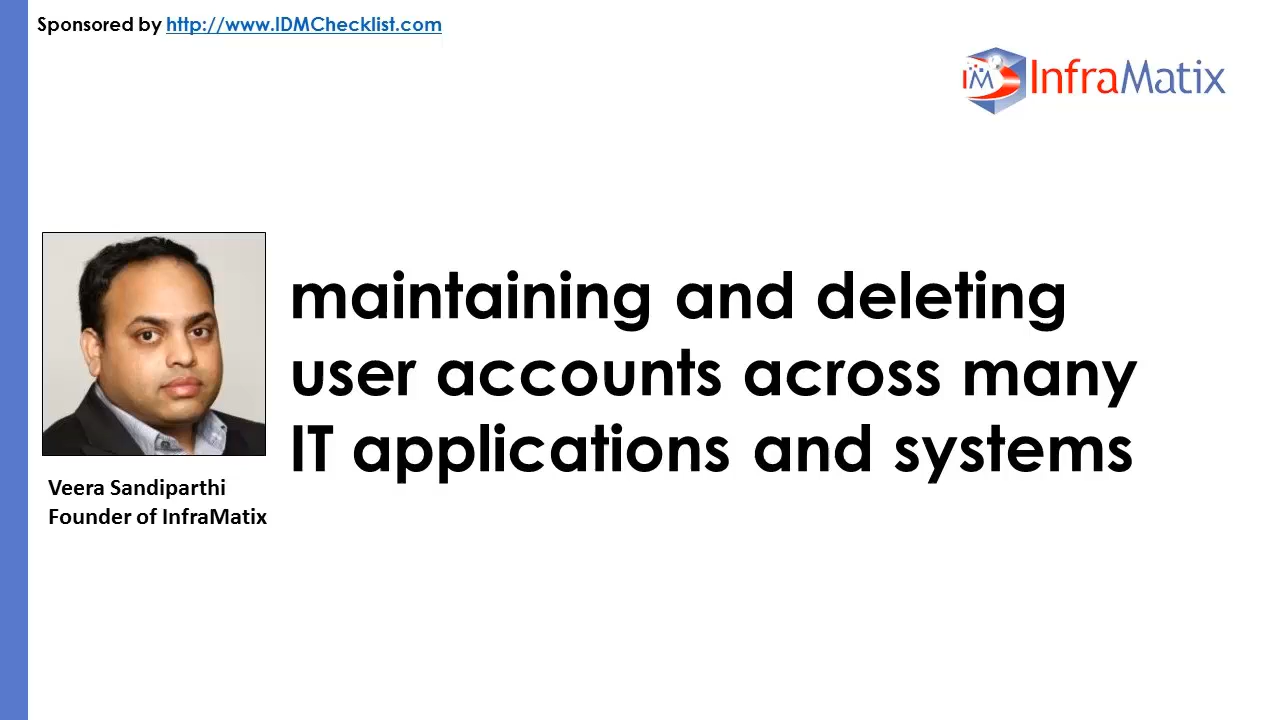 Sponsored by http://www.IDMChecklist.com
IM InfraMatix
maintaining and deleting
user accounts across many
IT applications and systems
Veera Sandiparthi
Founder of InfraMatix